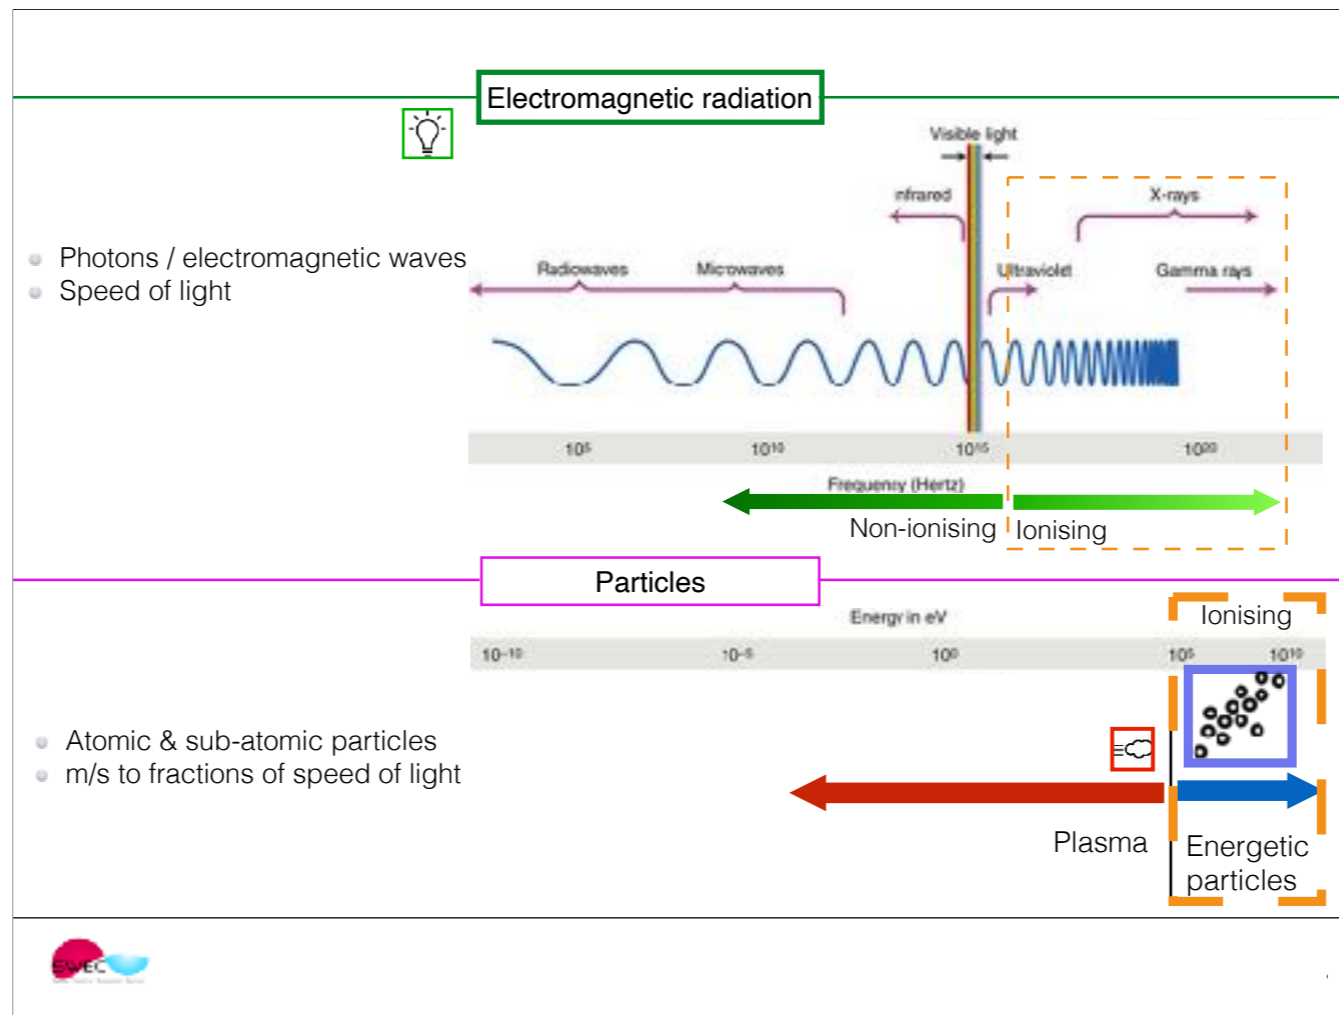 Electromagnetic radiation
Visible light
Infrared
X-rays
Photons / electromagnetic waves
Speed of light
Radiowaves
Microwaves
Ultraviolet
Gamma rays
10⁵
10¹⁰
10¹⁵
10²⁰
Frequency (Hertz)
Non-ionising
Ionising
Particles
Energy in eV
Ionising
10⁻¹⁰
10⁻⁵
10⁰
10⁵
10¹⁰
Atomic & sub-atomic particles
m/s to fractions of speed of light
Plasma
Energetic
particles
SWEC